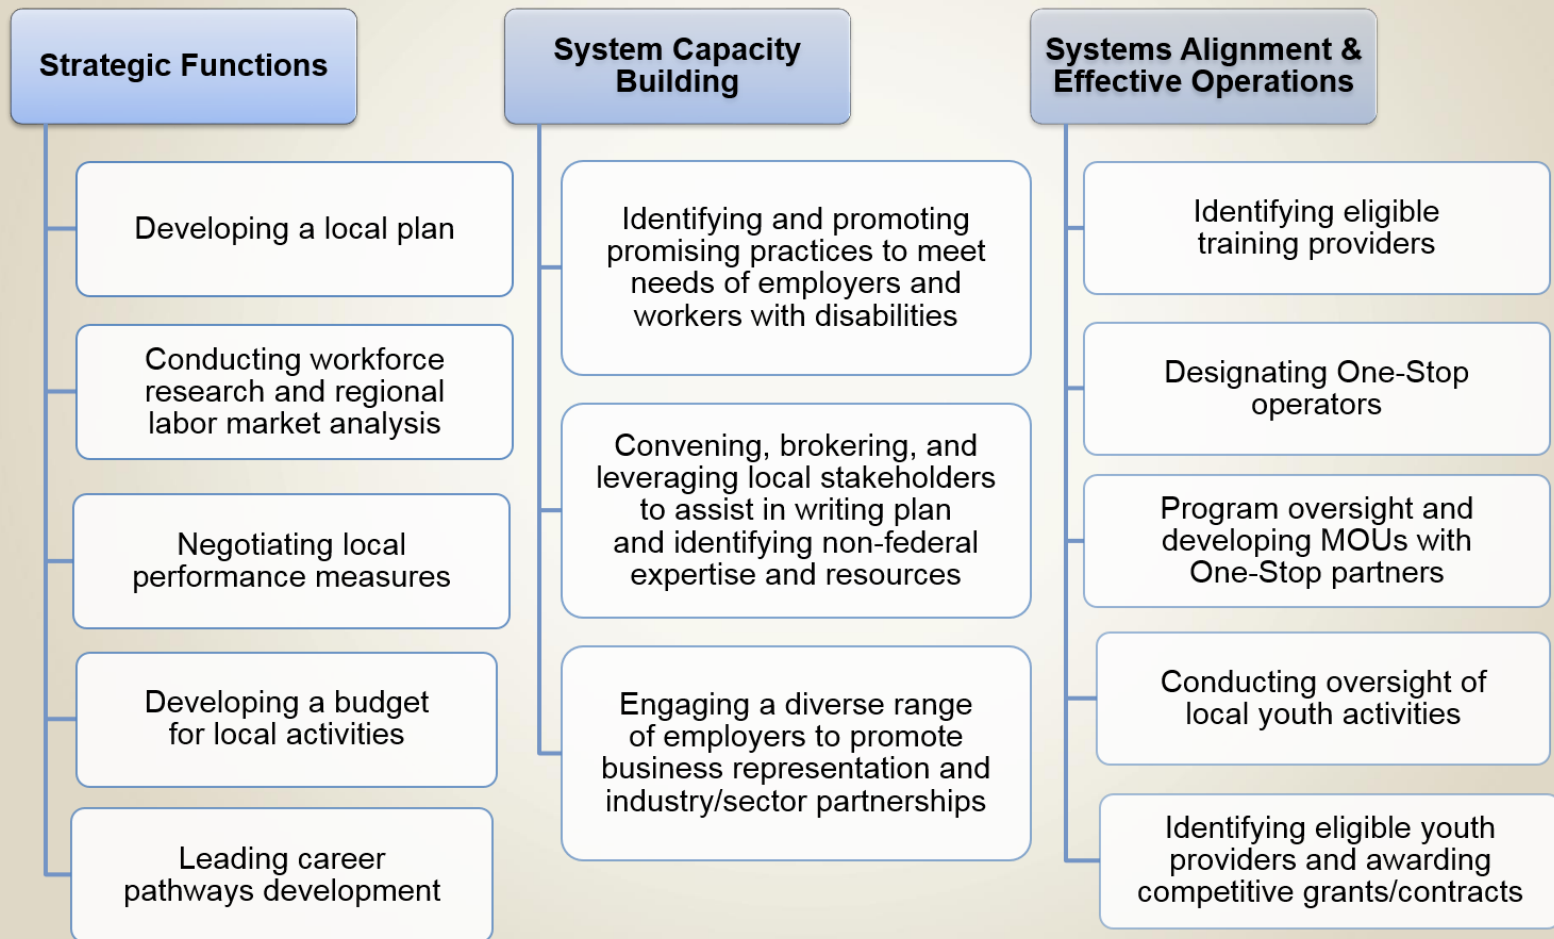 Strategic Functions
Developing a local plan
Conducting workforce
research and regional
labor market analysis
Negotiating local
performance measures
Developing a budget
for local activities
Leading career
pathways development
System Capacity
Building
Identifying and promoting
promising practices to meet
needs of employers and
workers with disabilities
Convening, brokering, and
leveraging local stakeholders
to assist in writing plan
and identifying non-federal
expertise and resources
Engaging a diverse range
of employers to promote
business representation and
industry/sector partnerships
Systems Alignment &
Effective Operations
Identifying eligible
training providers
Designating One-Stop
operators
Program oversight and
developing MOUs with
One-Stop partners
Conducting oversight of
local youth activities
Identifying eligible youth
providers and awarding
competitive grants/contracts